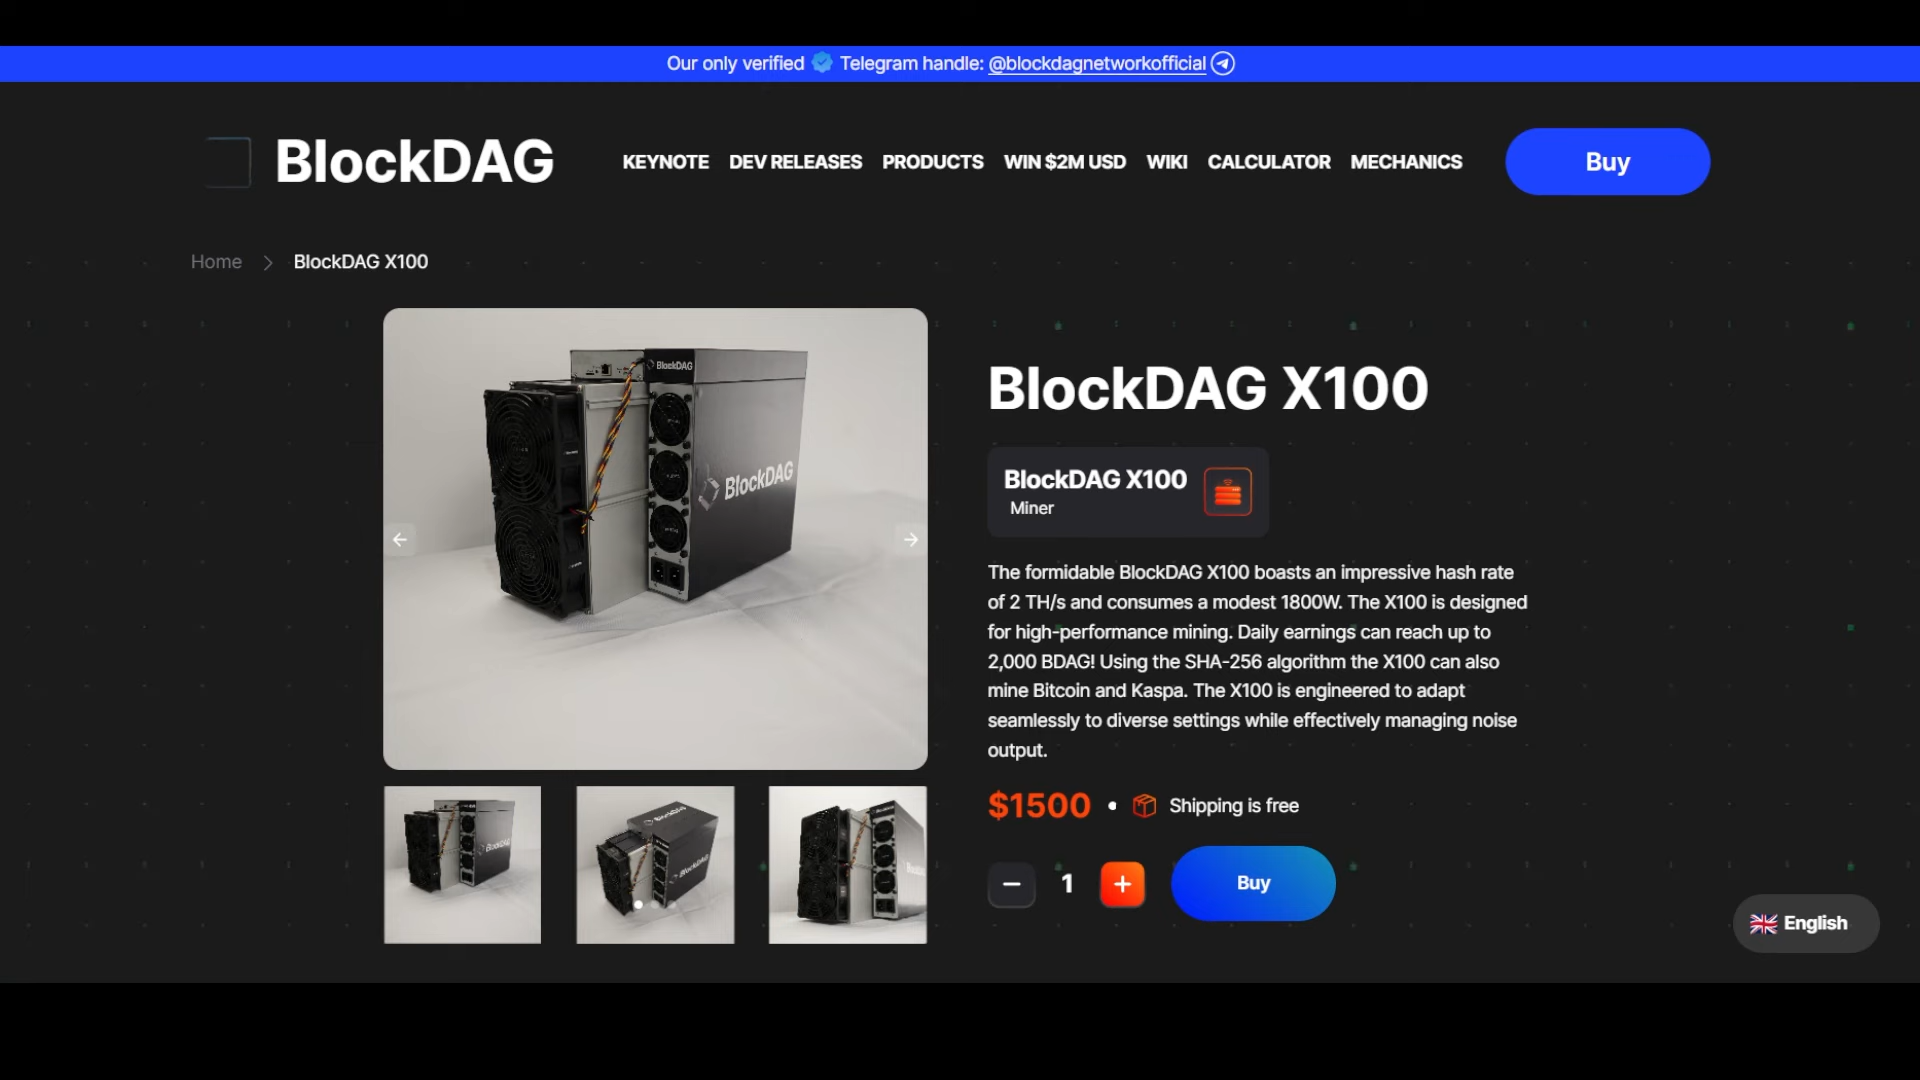 Our only verified Telegram handle: @blockdagnetworkofficial
BlockDAG
KEYNOTE DEV RELEASES PRODUCTS WIN $2M USD WIKI CALCULATOR MECHANICS
Buy
Home > BlockDAG X100
BlockDAG
BlockDAG
BlockDAG X100
BlockDAG X100
Miner
The formidable BlockDAG X100 boasts an impressive hash rate
of 2 TH/s and consumes a modest 1800W. The X100 is designed
for high-performance mining. Daily earnings can reach up to
2,000 BDAG! Using the SHA-256 algorithm the X100 can also
mine Bitcoin and Kaspa. The X100 is engineered to adapt
seamlessly to diverse settings while effectively managing noise
output.
$1500 • Shipping is free
− 1 + Buy
BlockDAG
BlockDAG
BlockDAG
English